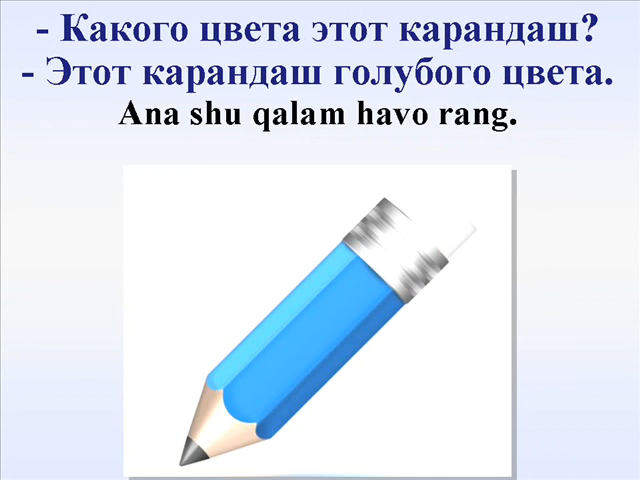 - Какого цвета этот карандаш?
- Этот карандаш голубого цвета.
Ana shu qalam havo rang.